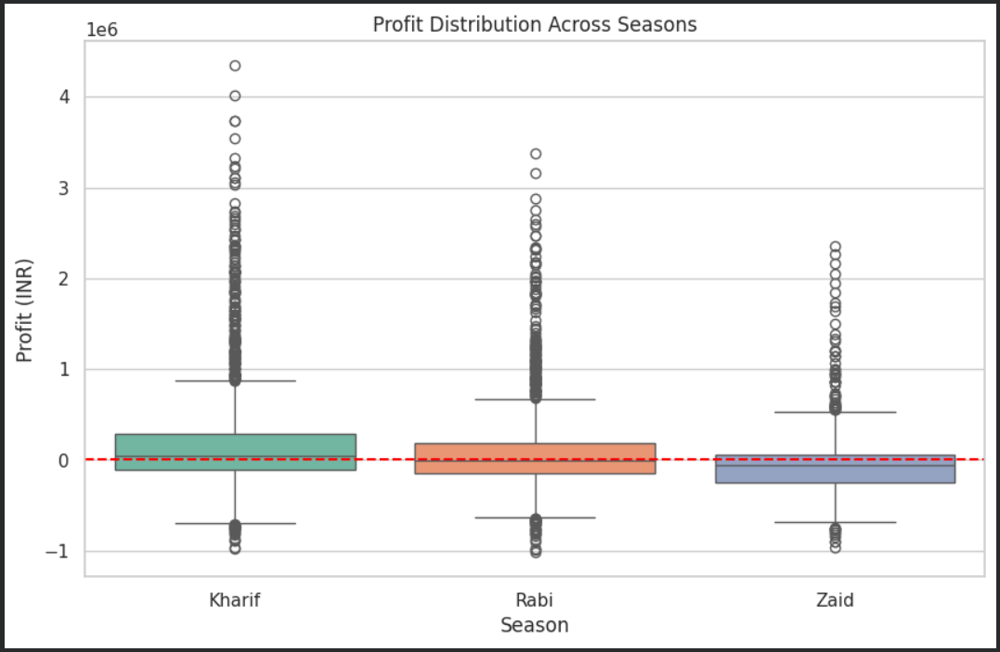 Profit Distribution Across Seasons
1e6
4
3
2
1
0
−1
Profit (INR)
Kharif
Rabi
Zaid
Season